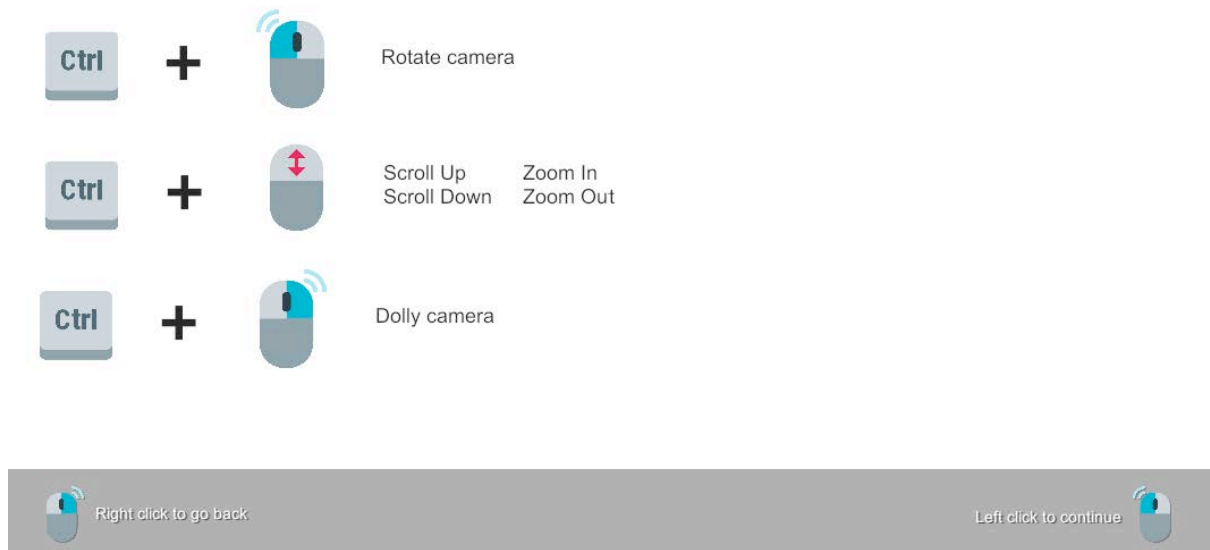 Ctrl + Rotate camera
Ctrl + Scroll Up Zoom In
Scroll Down Zoom Out
Ctrl + Dolly camera
Right click to go back Left click to continue